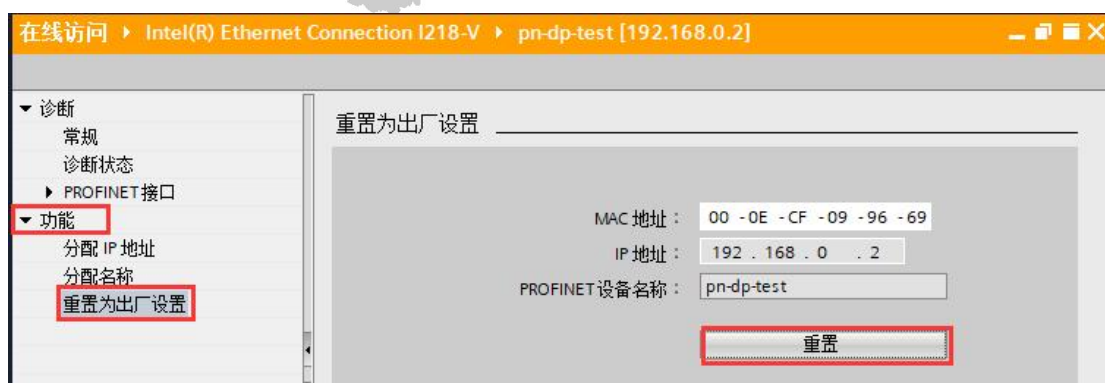 在线访问 ▸ Intel(R) Ethernet Connection I218-V ▸ pn-dp-test [192.168.0.2]
诊断
常规
诊断状态
PROFINET接口
功能
分配 IP 地址
分配名称
重置为出厂设置
重置为出厂设置
MAC 地址： 00 -0E -CF -09 -96 -69
IP 地址： 192 . 168 . 0 . 2
PROFINET设备名称： pn-dp-test
重置